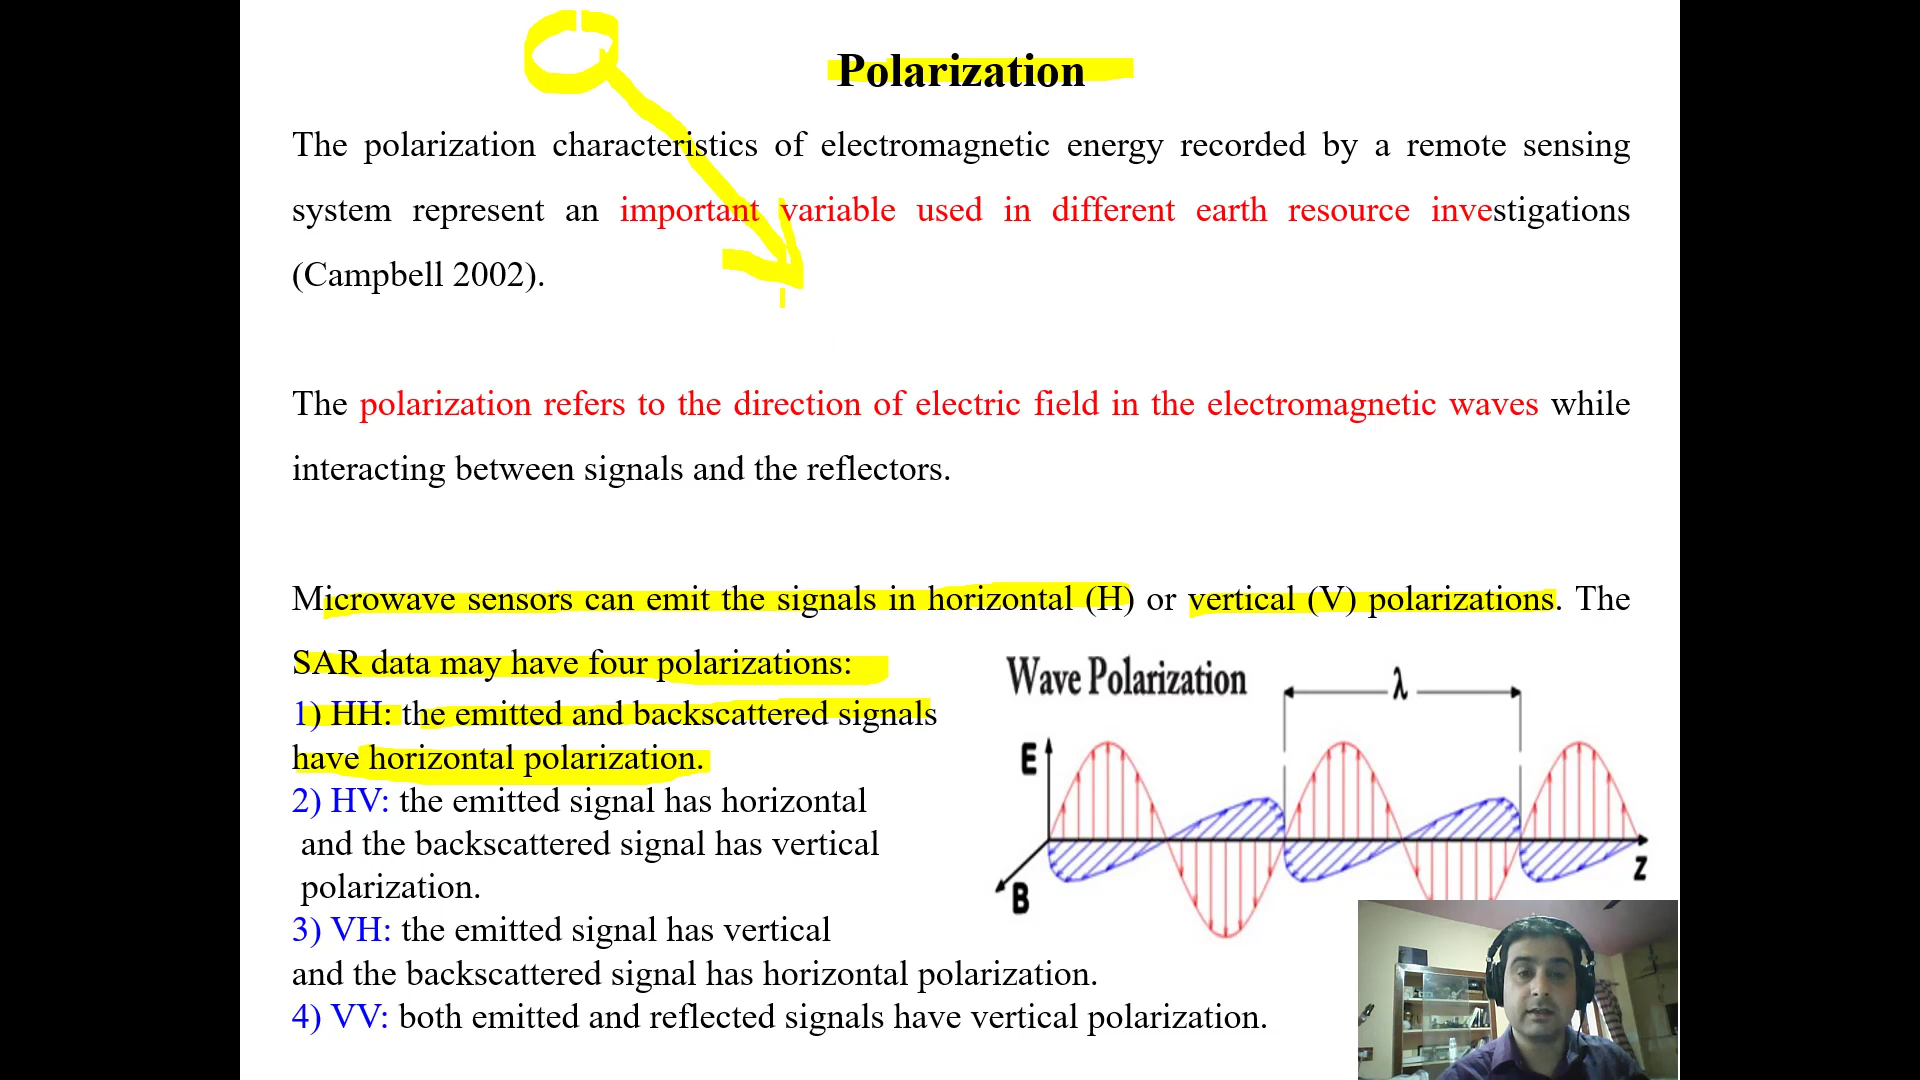 Polarization
The polarization characteristics of electromagnetic energy recorded by a remote sensing
system represent an important variable used in different earth resource investigations
(Campbell 2002).
The polarization refers to the direction of electric field in the electromagnetic waves while
interacting between signals and the reflectors.
Microwave sensors can emit the signals in horizontal (H) or vertical (V) polarizations. The
SAR data may have four polarizations:
1) HH: the emitted and backscattered signals
have horizontal polarization.
2) HV: the emitted signal has horizontal
and the backscattered signal has vertical
polarization.
3) VH: the emitted signal has vertical
and the backscattered signal has horizontal polarization.
4) VV: both emitted and reflected signals have vertical polarization.
Wave Polarization
λ
E
B
Z